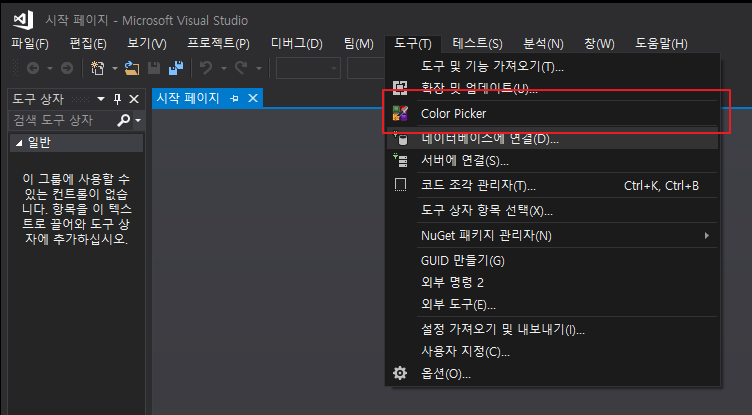 시작 페이지 - Microsoft Visual Studio
파일(F) 편집(E) 보기(V) 프로젝트(P) 디버그(D) 팀(M) 도구(T) 테스트(S) 분석(N) 창(W) 도움말(H)
도구 상자
검색 도구 상자
일반
이 그룹에 사용할 수
있는 컨트롤이 없습
니다. 항목을 이 텍스
트로 끌어와 도구 상
자에 추가하십시오.
시작 페이지
도구 및 기능 가져오기(T)...
확장 및 업데이트(U)...
Color Picker
데이터베이스에 연결(D)...
서버에 연결(S)...
코드 조각 관리자(T)... Ctrl+K, Ctrl+B
도구 상자 항목 선택(X)...
NuGet 패키지 관리자(N)
GUID 만들기(G)
외부 명령 2
외부 도구(E)...
설정 가져오기 및 내보내기(I)...
사용자 지정(C)...
옵션(O)...